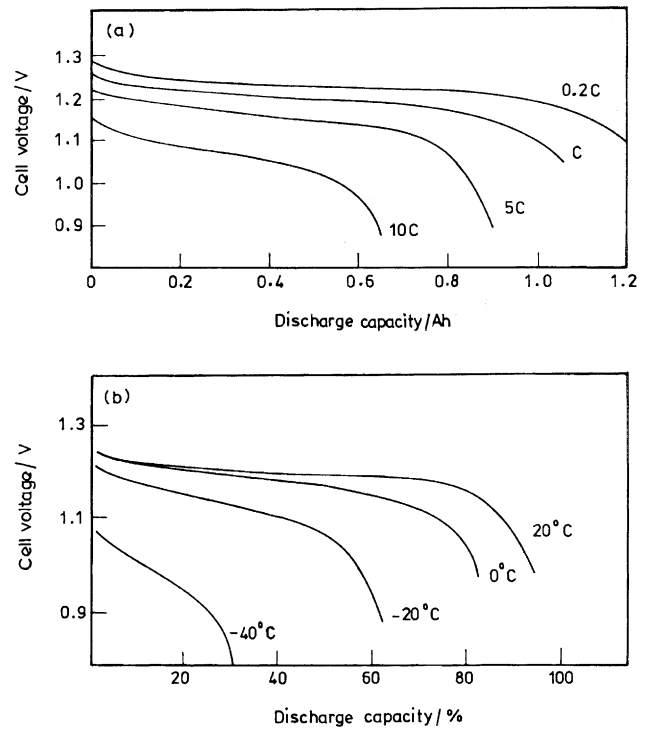 (a)
Cell voltage/V
1.3
1.2
1.1
1.0
0.9
0.2C
C
5C
10C
0
0.2
0.4
0.6
0.8
1.0
1.2
Discharge capacity/Ah
(b)
Cell voltage/V
1.3
1.1
0.9
20°C
0°C
-20°C
-40°C
20
40
60
80
100
Discharge capacity/%